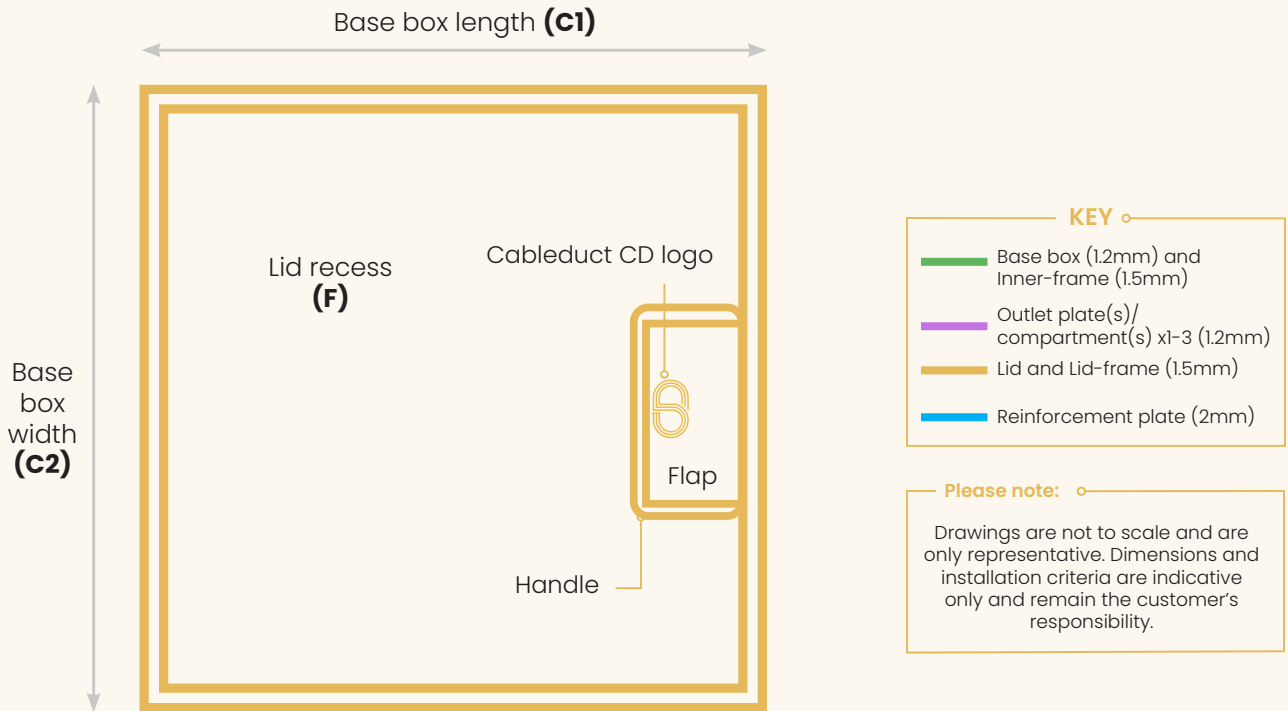 Base box length (C1)
Base
box
width
(C2)
Lid recess
(F)
Cableduct CD logo
Flap
Handle
KEY
Base box (1.2mm) and
Inner-frame (1.5mm)
Outlet plate(s)/
compartment(s) x1-3 (1.2mm)
Lid and Lid-frame (1.5mm)
Reinforcement plate (2mm)
Please note:
Drawings are not to scale and are
only representative. Dimensions and
installation criteria are indicative
only and remain the customer’s
responsibility.